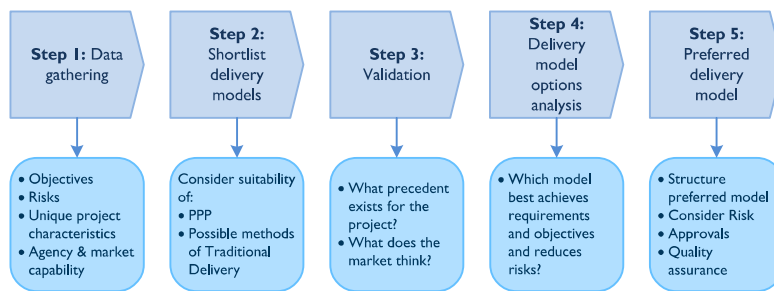 Step 1: Data
gathering
Step 2:
Shortlist
delivery
models
Step 3:
Validation
Step 4:
Delivery
model
options
analysis
Step 5:
Preferred
delivery
model
• Objectives
• Risks
• Unique project
characteristics
• Agency & market
capability
Consider suitability
of:
• PPP
• Possible methods
of Traditional
Delivery
• What precedent
exists for the
project?
• What does the
market think?
• Which model
best achieves
requirements
and objectives
and reduces
risks?
• Structure
preferred model
• Consider Risk
• Approvals
• Quality
assurance